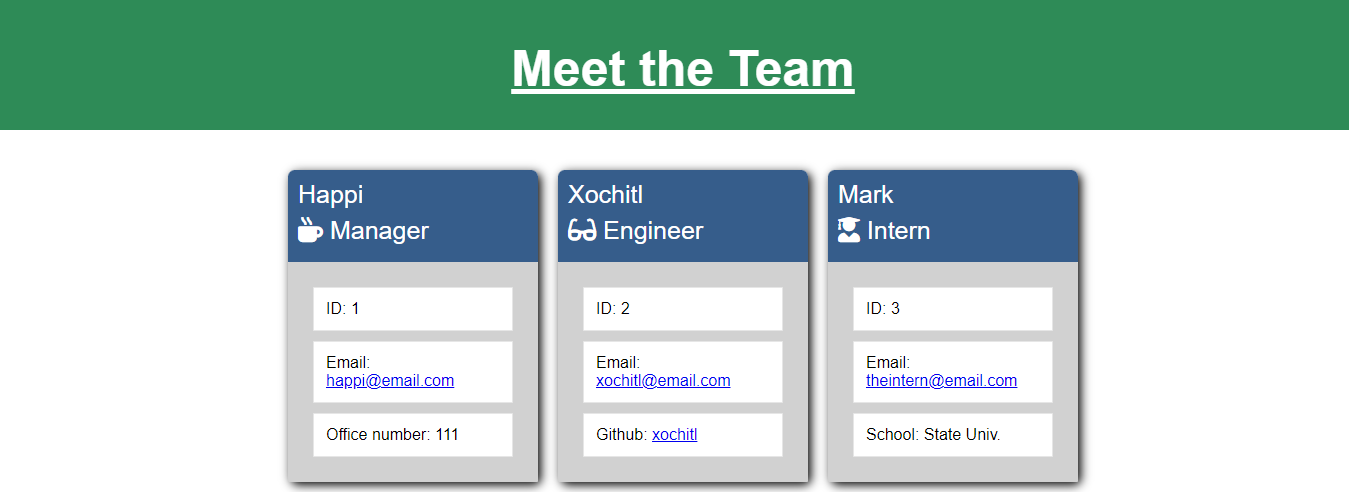 Meet the Team
Happi
Manager
ID: 1
Email:
happi@email.com
Office number: 111
Xochitl
Engineer
ID: 2
Email:
xochitl@email.com
Github: xochitl
Mark
Intern
ID: 3
Email:
theintern@email.com
School: State Univ.